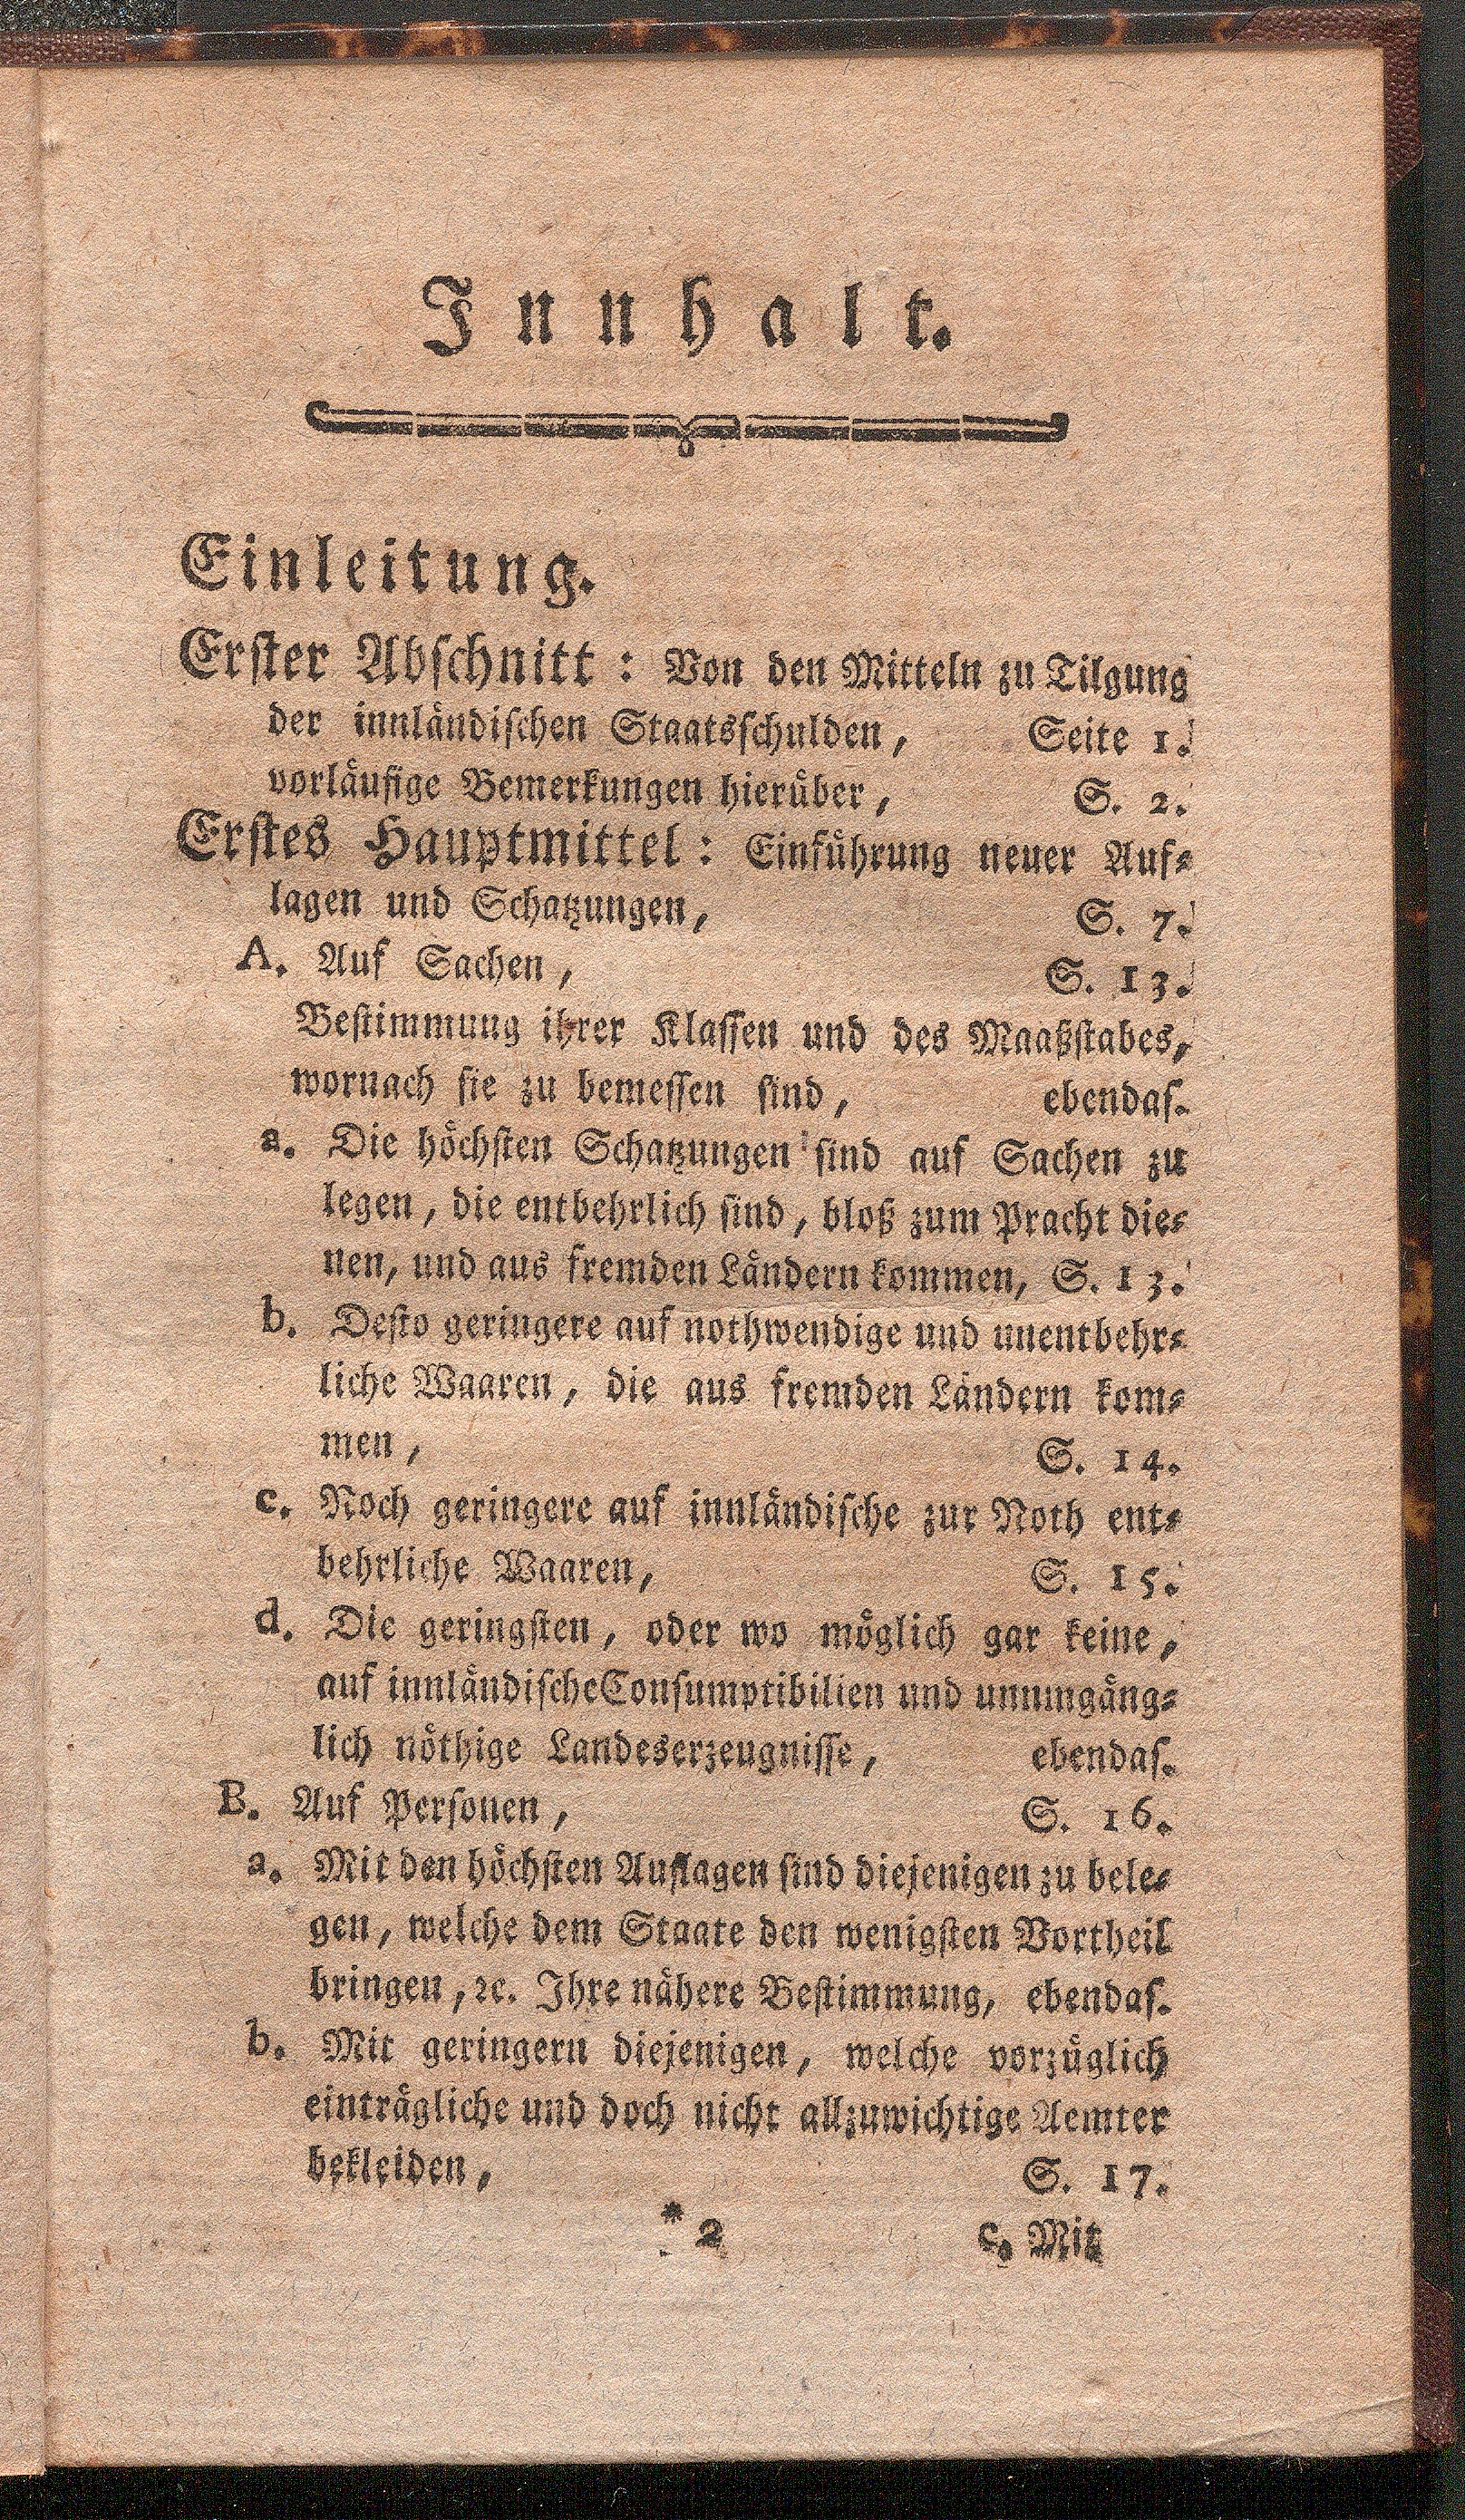 Innhalt.
Einleitung.
Erster Abschnitt: Von den Mitteln zu Tilgung
der innländischen Staatsschulden, Seite 1.
vorläufige Bemerkungen hierüber, S. 2.
Erstes Hauptmittel: Einführung neuer Auf-
lagen und Schatzungen, S. 7.
A. Auf Sachen, S. 13.
Bestimmung ihrer Klassen und des Maaßstabes,
wornach sie zu bemessen sind, ebendas.
a. Die höchsten Schatzungen sind auf Sachen zu
legen, die entbehrlich sind, bloß zum Pracht die-
nen, und aus fremden Ländern kommen, S. 13.
b. Desto geringere auf nothwendige und unentbehr-
liche Waaren, die aus fremden Ländern kom-
men, S. 14.
c. Noch geringere auf innländische zur Noth ent-
behrliche Waaren, S. 15.
d. Die geringsten, oder wo möglich gar keine,
auf innländische Consumptibilien und unumgäng-
lich nöthige Landeserzeugnisse, ebendas.
B. Auf Personen, S. 16.
a. Mit den höchsten Auflagen sind diejenigen zu bele-
gen, welche dem Staate den wenigsten Vortheil
bringen, ꝛc. Ihre nähere Bestimmung, ebendas.
b. Mit geringern diejenigen, welche vorzüglich
einträgliche und doch nicht allzuwichtige Aemter
bekleiden, S. 17.
* 2 c. Mit